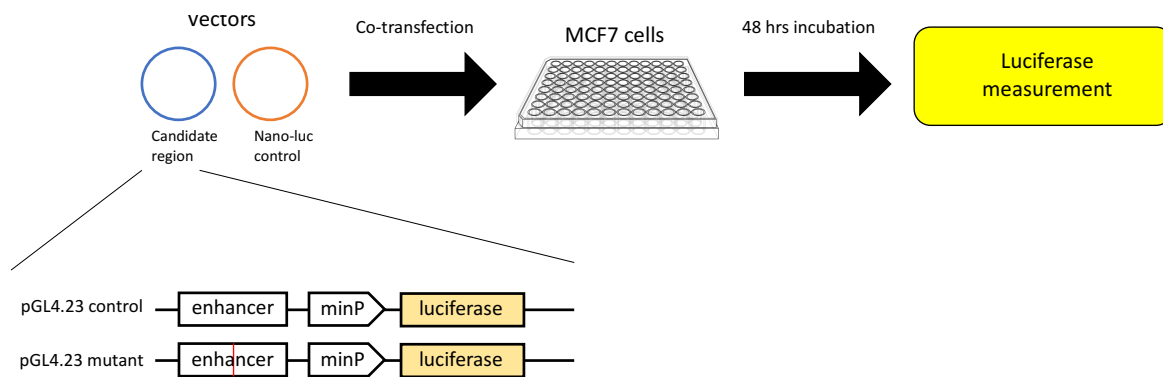 vectors
Co-transfection
MCF7 cells
48 hrs incubation
Luciferase
measurement
Candidate
region
Nano-luc
control
pGL4.23 control
enhancer
minP
luciferase
pGL4.23 mutant
enhancer
minP
luciferase